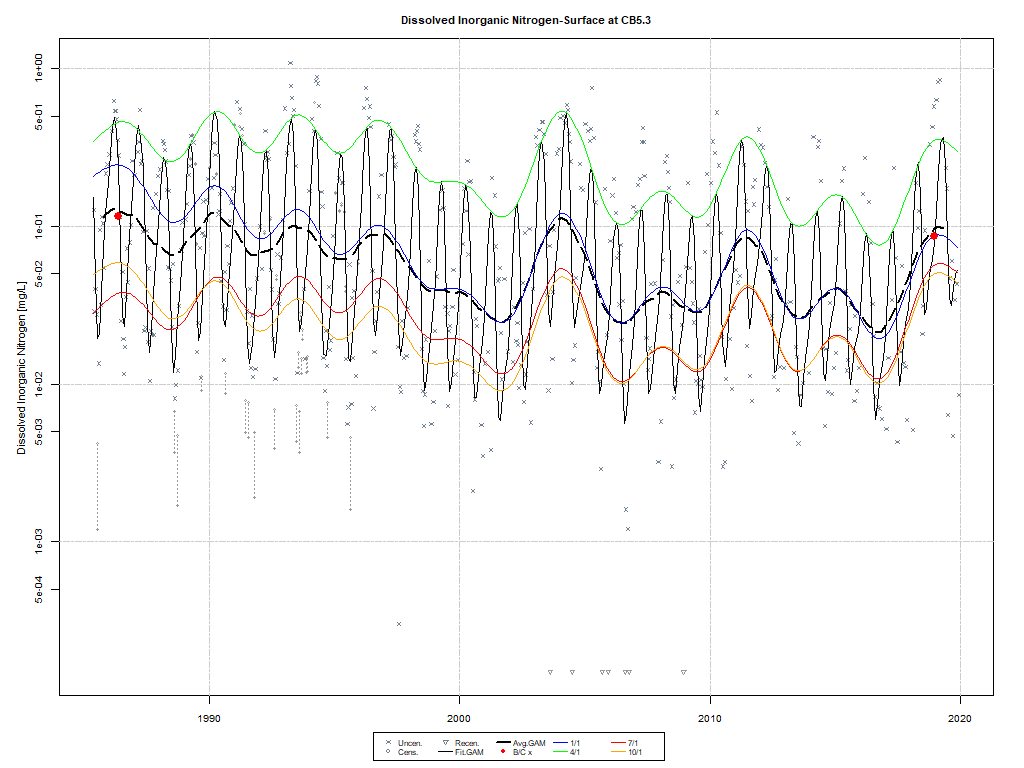 Dissolved Inorganic Nitrogen-Surface at CB5.3
Dissolved Inorganic Nitrogen [mg/L]
1e+00
5e-01
1e-01
5e-02
1e-02
5e-03
1e-03
5e-04
1990 2000 2010 2020
Uncen. Recen. Avg.GAM 1/1 7/1
Cens. Fit.GAM B/C x 4/1 10/1